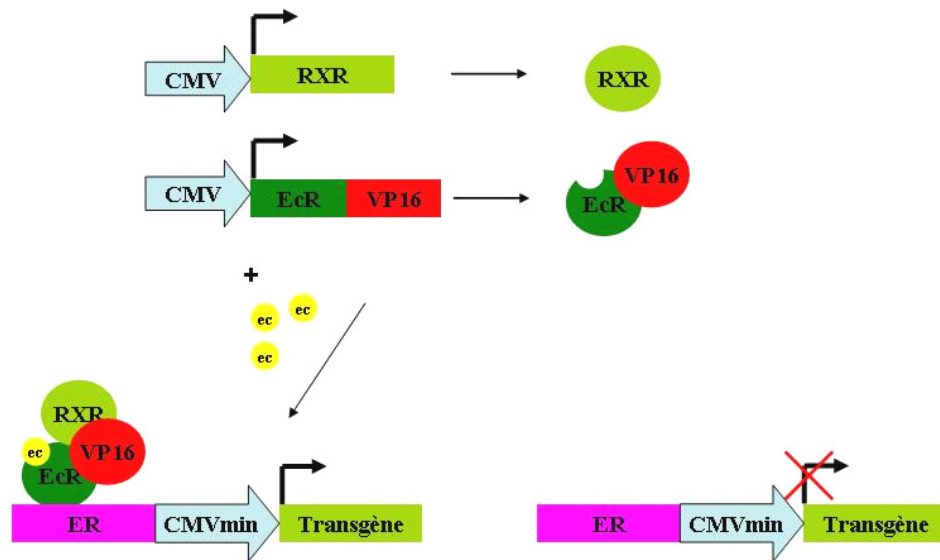 CMV RXR RXR
CMV EcR VP16 EcR VP16
+
ec ec
ec
RXR
ec EcR VP16
ER CMVmin Transgène ER CMVmin Transgène